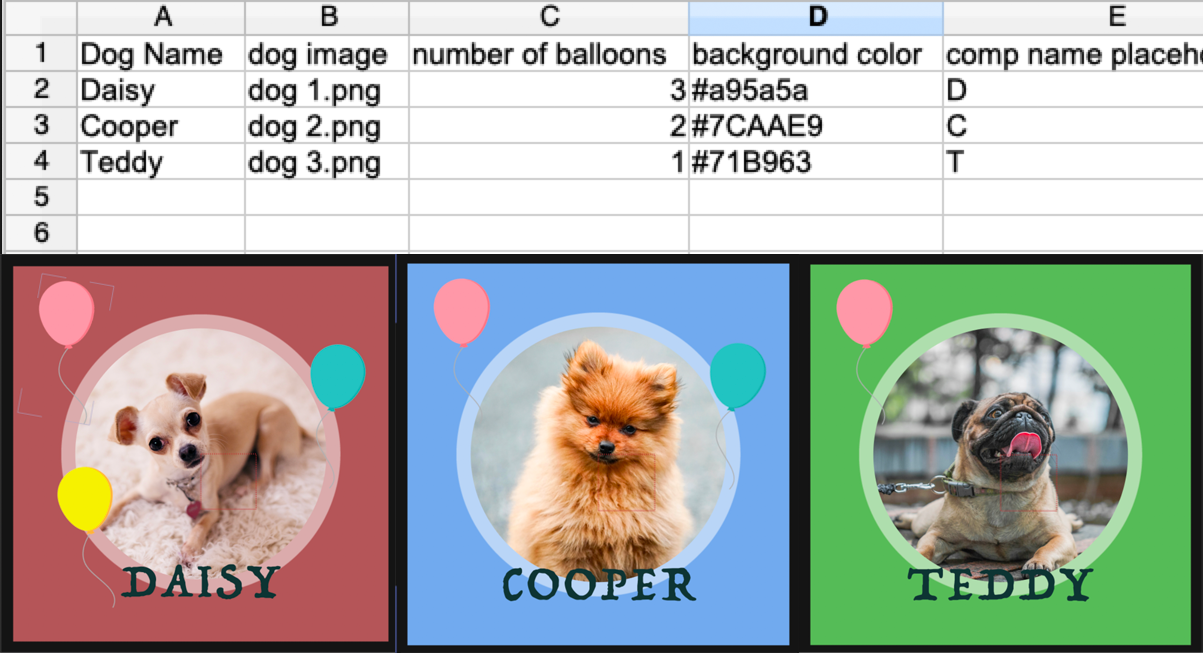 A B C D E
1 Dog Name dog image number of balloons background color comp name placeh
2 Daisy dog 1.png 3 #a95a5a D
3 Cooper dog 2.png 2 #7CAAE9 C
4 Teddy dog 3.png 1 #71B963 T
5
6
DAISY COOPER TEDDY